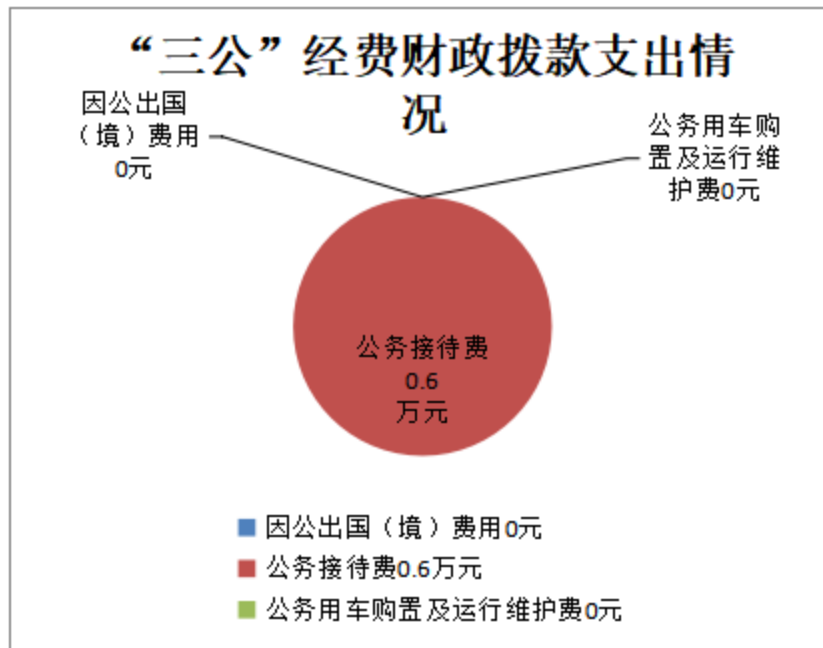 “三公”经费财政拨款支出情
况
因公出国
（境）费用
0元
公务用车购
置及运行维
护费0元
公务接待费
0.6
万元
因公出国（境）费用0元
公务接待费0.6万元
公务用车购置及运行维护费0元